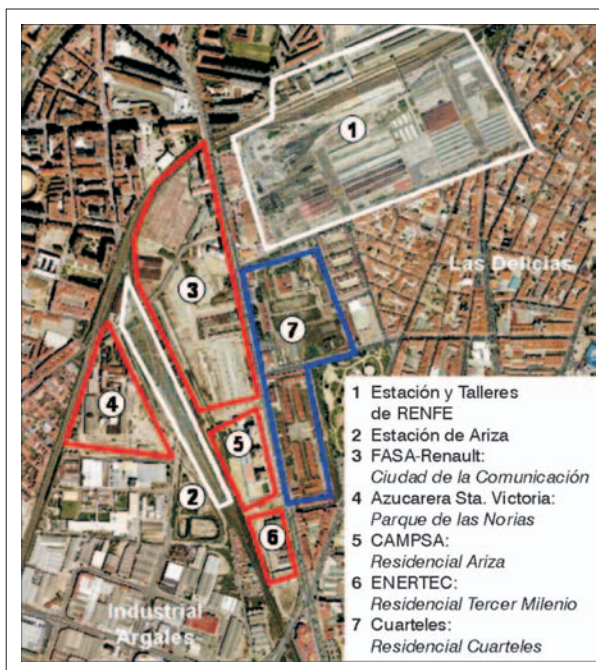 1
Las Delicias
3
7
4
5
2
6
Industrial
Argales
1 Estación y Talleres
de RENFE
2 Estación de Ariza
3 FASA-Renault:
Ciudad de la Comunicación
4 Azucarera Sta. Victoria:
Parque de las Norias
5 CAMPSA:
Residencial Ariza
6 ENERTEC:
Residencial Tercer Milenio
7 Cuarteles:
Residencial Cuarteles